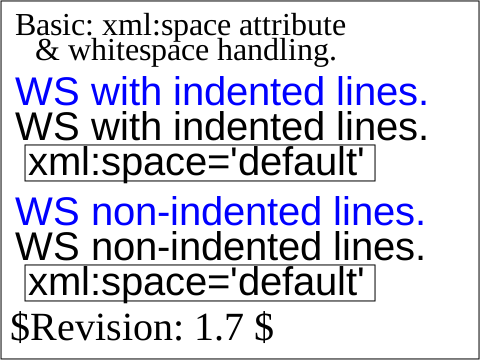 Basic: xml:space attribute
& whitespace handling.
WS with indented lines.
WS with indented lines.
xml:space='default'
WS non-indented lines.
WS non-indented lines.
xml:space='default'
$Revision: 1.7 $